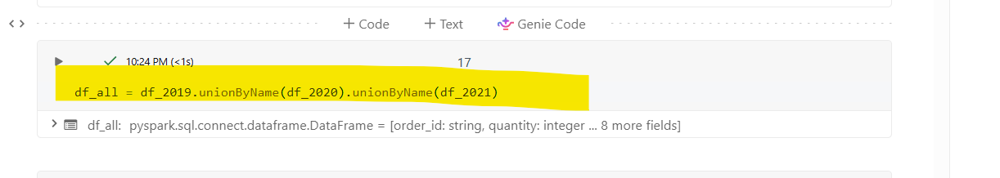 Code Text Genie Code
10:24 PM (<1s) 17
df_all = df_2019.unionByName(df_2020).unionByName(df_2021)
df_all: pyspark.sql.connect.dataframe.DataFrame = [order_id: string, quantity: integer ... 8 more fields]